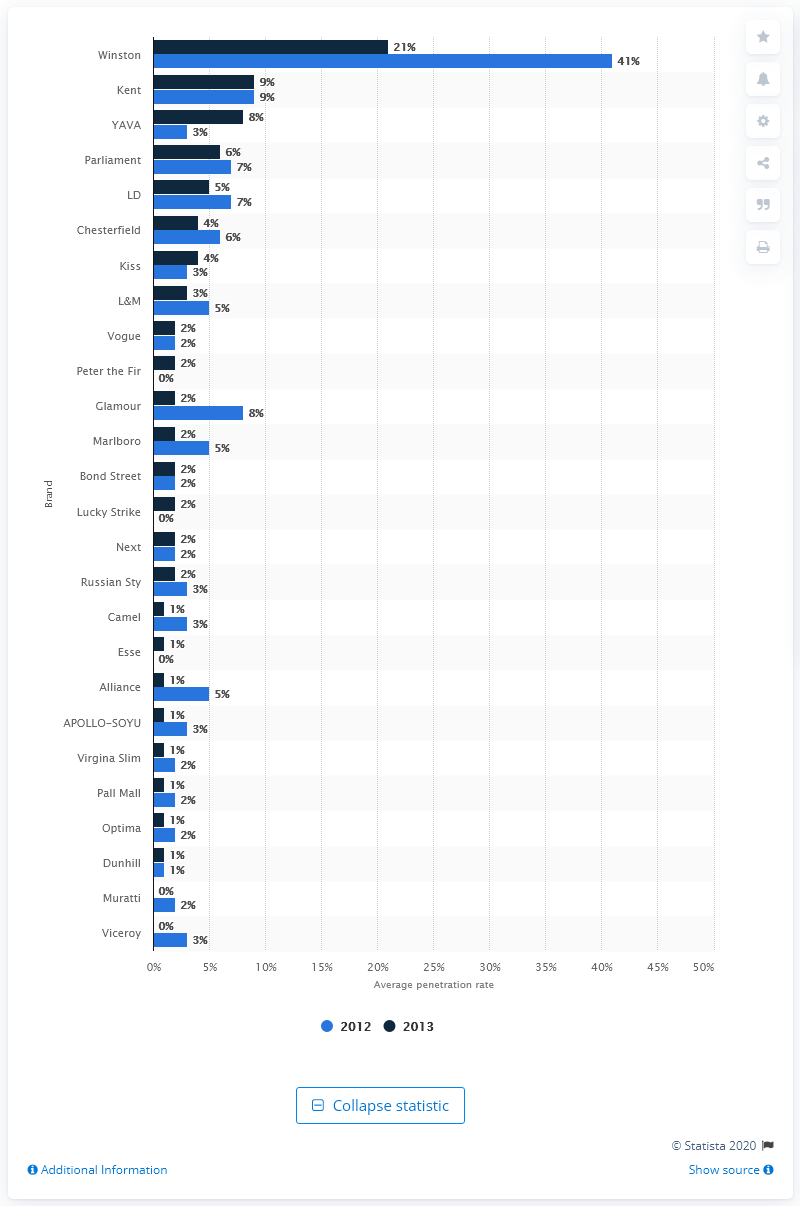 Winston
21%
41%
Kent
9%
9%
YAVA
8%
3%
Parliament
6%
7%
LD
5%
7%
Chesterfield
4%
6%
Kiss
4%
3%
L&M
3%
5%
Vogue
2%
2%
Peter the Fir
2%
0%
Glamour
2%
8%
Marlboro
2%
5%
Bond Street
2%
2%
Lucky Strike
2%
0%
Next
2%
2%
Russian Sty
2%
3%
Camel
1%
3%
Esse
1%
0%
Alliance
1%
5%
APOLLO-SOYU
1%
3%
Virgina Slim
1%
2%
Pall Mall
1%
2%
Optima
1%
2%
Dunhill
1%
1%
Muratti
0%
2%
Viceroy
0%
3%
Brand
0% 5% 10% 15% 20% 25% 30% 35% 40% 45% 50%
Average penetration rate
2012 2013
Collapse statistic
© Statista 2020
Additional Information
Show source